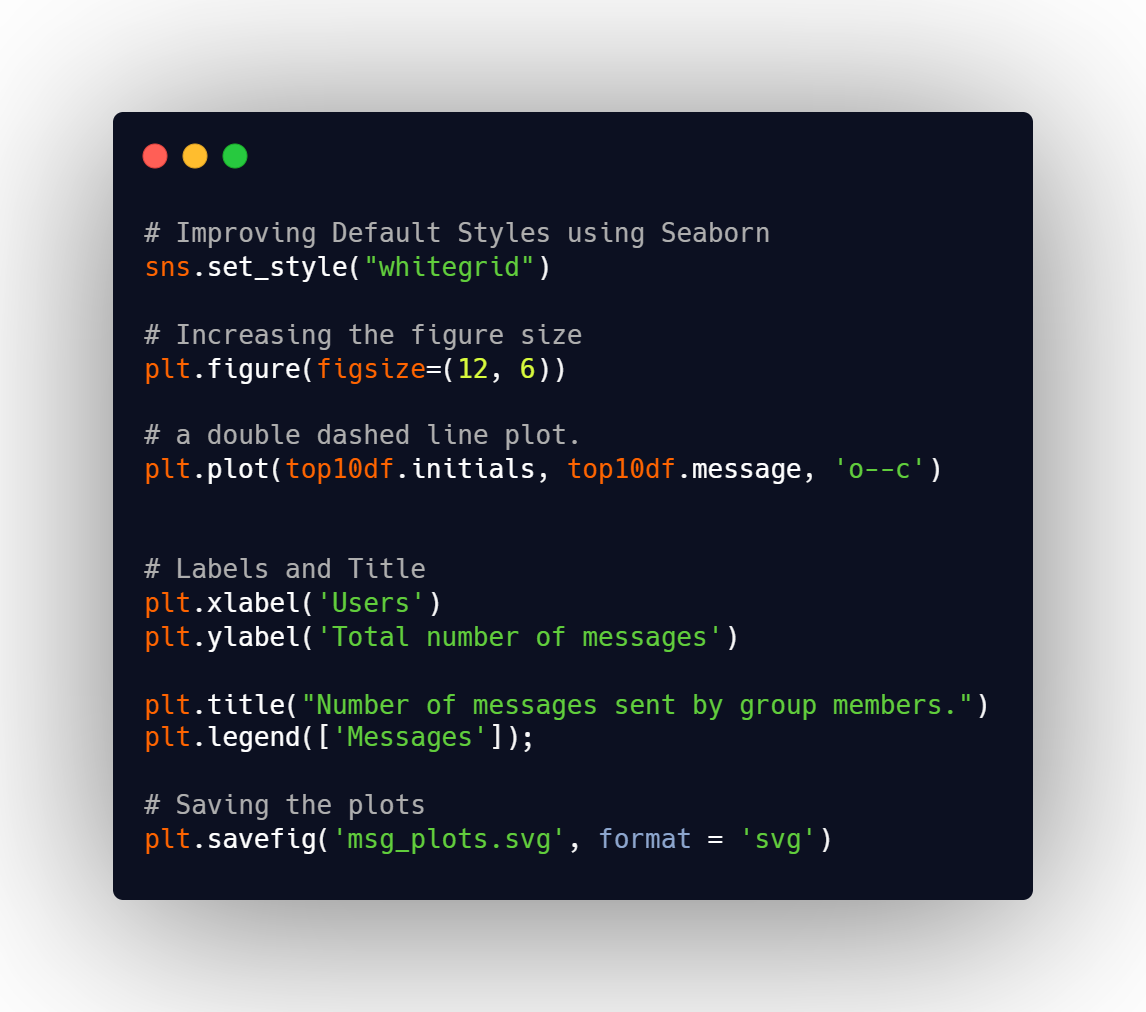 # Improving Default Styles using Seaborn
sns.set_style("whitegrid")
# Increasing the figure size
plt.figure(figsize=(12, 6))
# a double dashed line plot.
plt.plot(top10df.initials, top10df.message, 'o--c')
# Labels and Title
plt.xlabel('Users')
plt.ylabel('Total number of messages')
plt.title("Number of messages sent by group members.")
plt.legend(['Messages']);
# Saving the plots
plt.savefig('msg_plots.svg', format = 'svg')